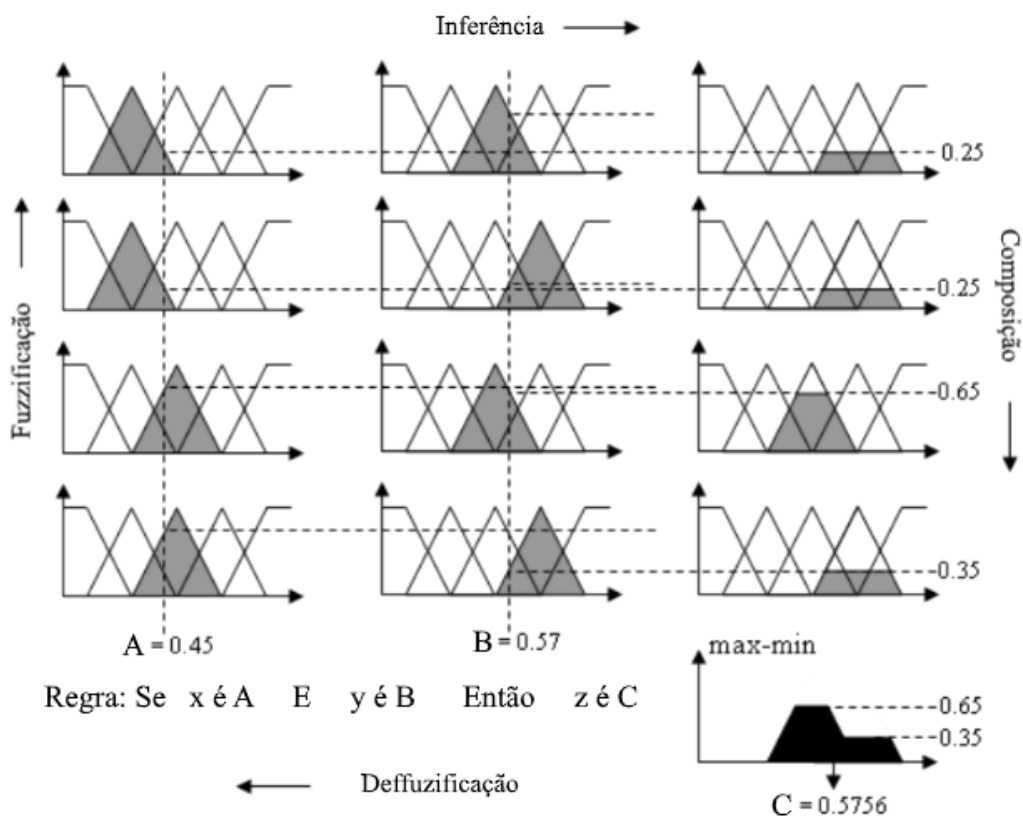 Inferência
0.25
Fuzzificação
0.25
Composição
0.65
0.35
A = 0.45
B = 0.57
max-min
Regra: Se x é A E y é B Então z é C
0.65
0.35
Deffuzificação
C = 0.5756